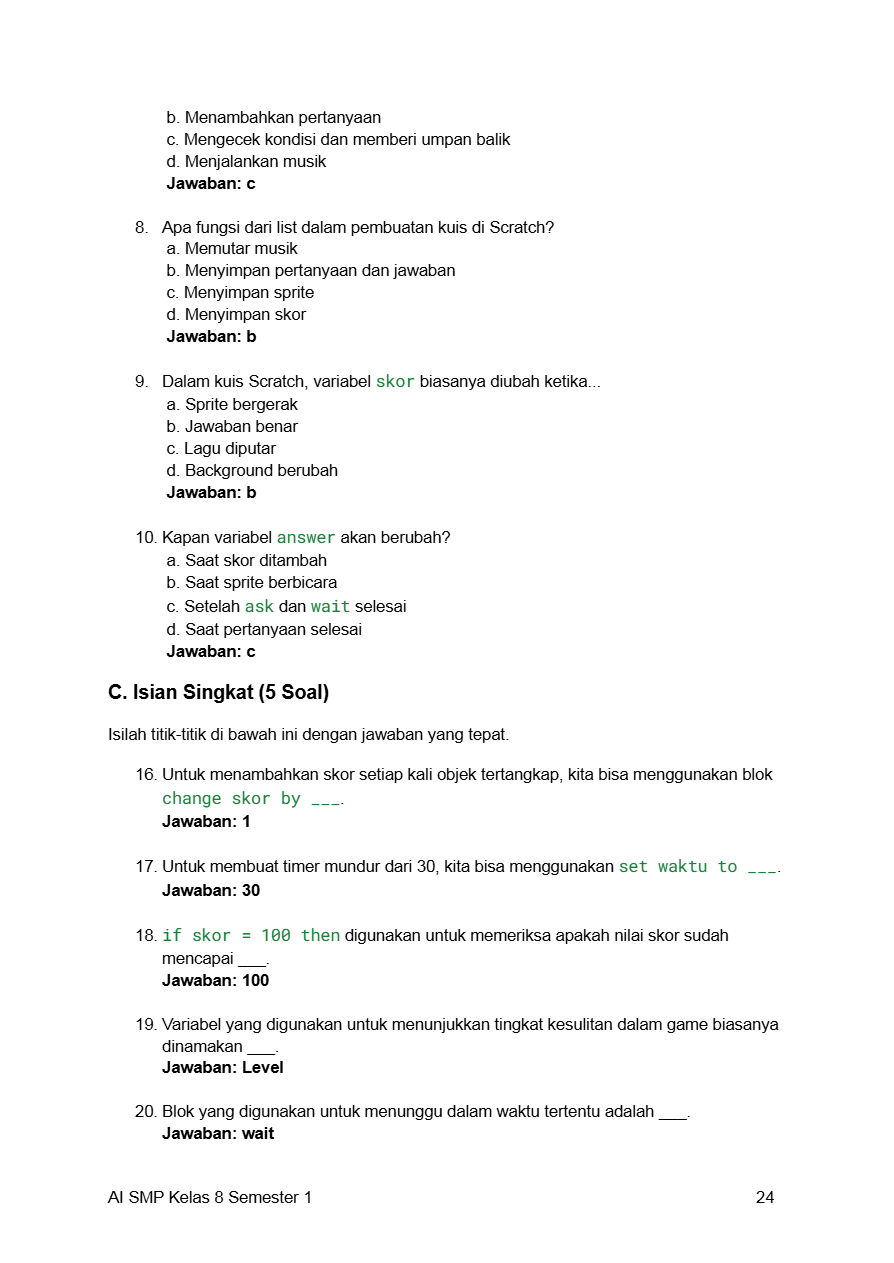 b. Menambahkan pertanyaan
c. Mengecek kondisi dan memberi umpan balik
d. Menjalankan musik
Jawaban: c
8. Apa fungsi dari list dalam pembuatan kuis di Scratch?
a. Memutar musik
b. Menyimpan pertanyaan dan jawaban
c. Menyimpan sprite
d. Menyimpan skor
Jawaban: b
9. Dalam kuis Scratch, variabel skor biasanya diubah ketika...
a. Sprite bergerak
b. Jawaban benar
c. Lagu diputar
d. Background berubah
Jawaban: b
10. Kapan variabel answer akan berubah?
a. Saat skor ditambah
b. Saat sprite berbicara
c. Setelah ask dan wait selesai
d. Saat pertanyaan selesai
Jawaban: c
C. Isian Singkat (5 Soal)
Isilah titik-titik di bawah ini dengan jawaban yang tepat.
16. Untuk menambahkan skor setiap kali objek tertangkap, kita bisa menggunakan blok
change skor by ___.
Jawaban: 1
17. Untuk membuat timer mundur dari 30, kita bisa menggunakan set waktu to ___.
Jawaban: 30
18. if skor = 100 then digunakan untuk memeriksa apakah nilai skor sudah
mencapai ___.
Jawaban: 100
19. Variabel yang digunakan untuk menunjukkan tingkat kesulitan dalam game biasanya
dinamakan ___.
Jawaban: Level
20. Blok yang digunakan untuk menunggu dalam waktu tertentu adalah ___.
Jawaban: wait
AI SMP Kelas 8 Semester 1 24